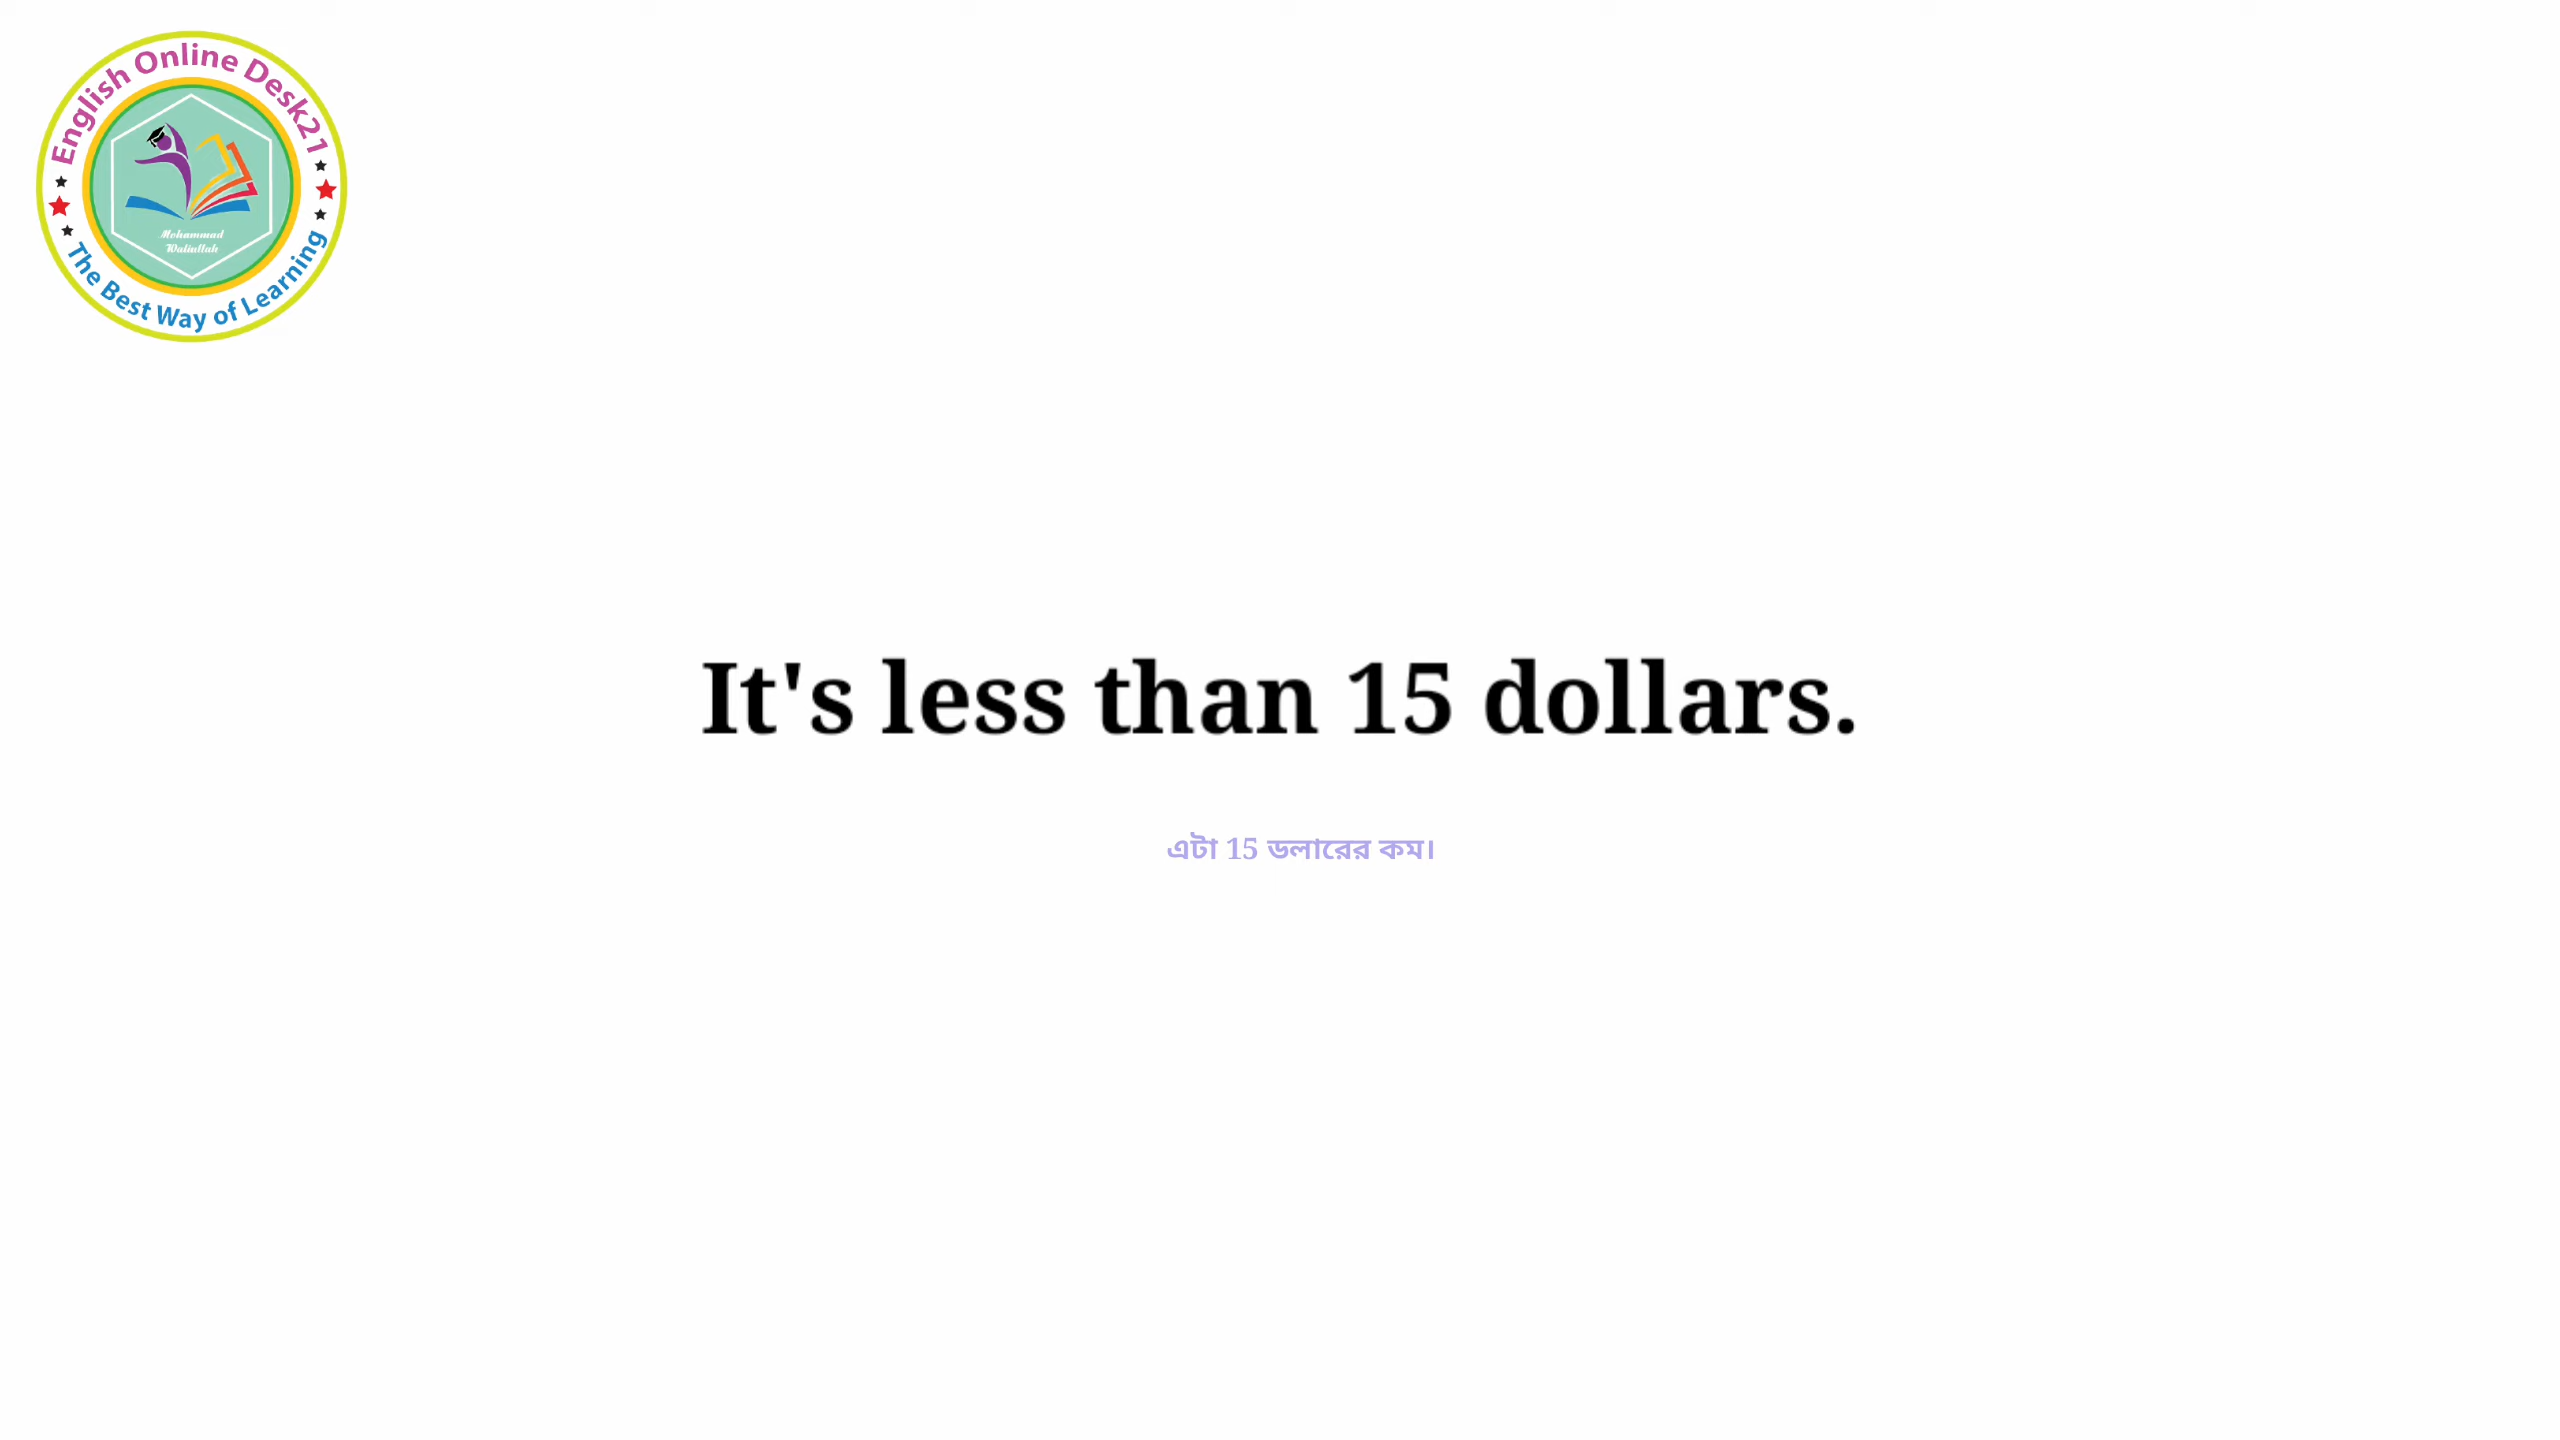 English Online Desk21
Mohammad
Waliullah
The Best Way of Learning
It's less than 15 dollars.
এটা 15 ডলারের কম।